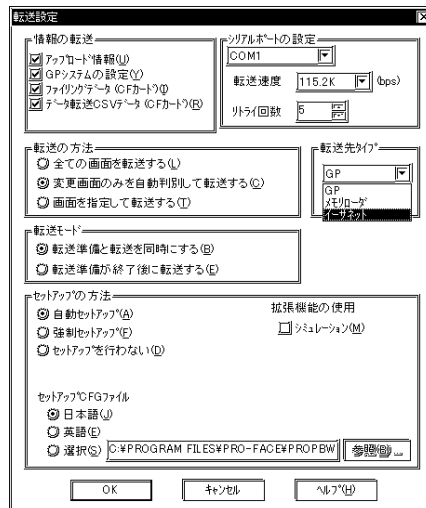 転送設定
情報の転送
アップロード情報(U)
GPシステムの設定(Y)
ファイリングデータ(CFカード)(I)
データ転送CSVデータ(CFカード)(R)
シリアルポートの設定
COM1
転送速度 115.2K (bps)
リトライ回数 5
転送の方法
全ての画面を転送する(L)
変更画面のみを自動判別して転送する(C)
画面を指定して転送する(T)
転送先タイプ
GP
GP
メモリローダ
イーサネット
転送モード
転送準備と転送を同時にする(B)
転送準備が終了後に転送する(E)
セットアップの方法
自動セットアップ(A)
強制セットアップ(F)
セットアップを行わない(D)
拡張機能の使用
シミュレーション(M)
セットアップCFGファイル
日本語(J)
英語(E)
選択(S) C:¥PROGRAM FILES¥PRO-FACE¥PROPBW 参照(B)...
OK キャンセル ヘルプ(H)